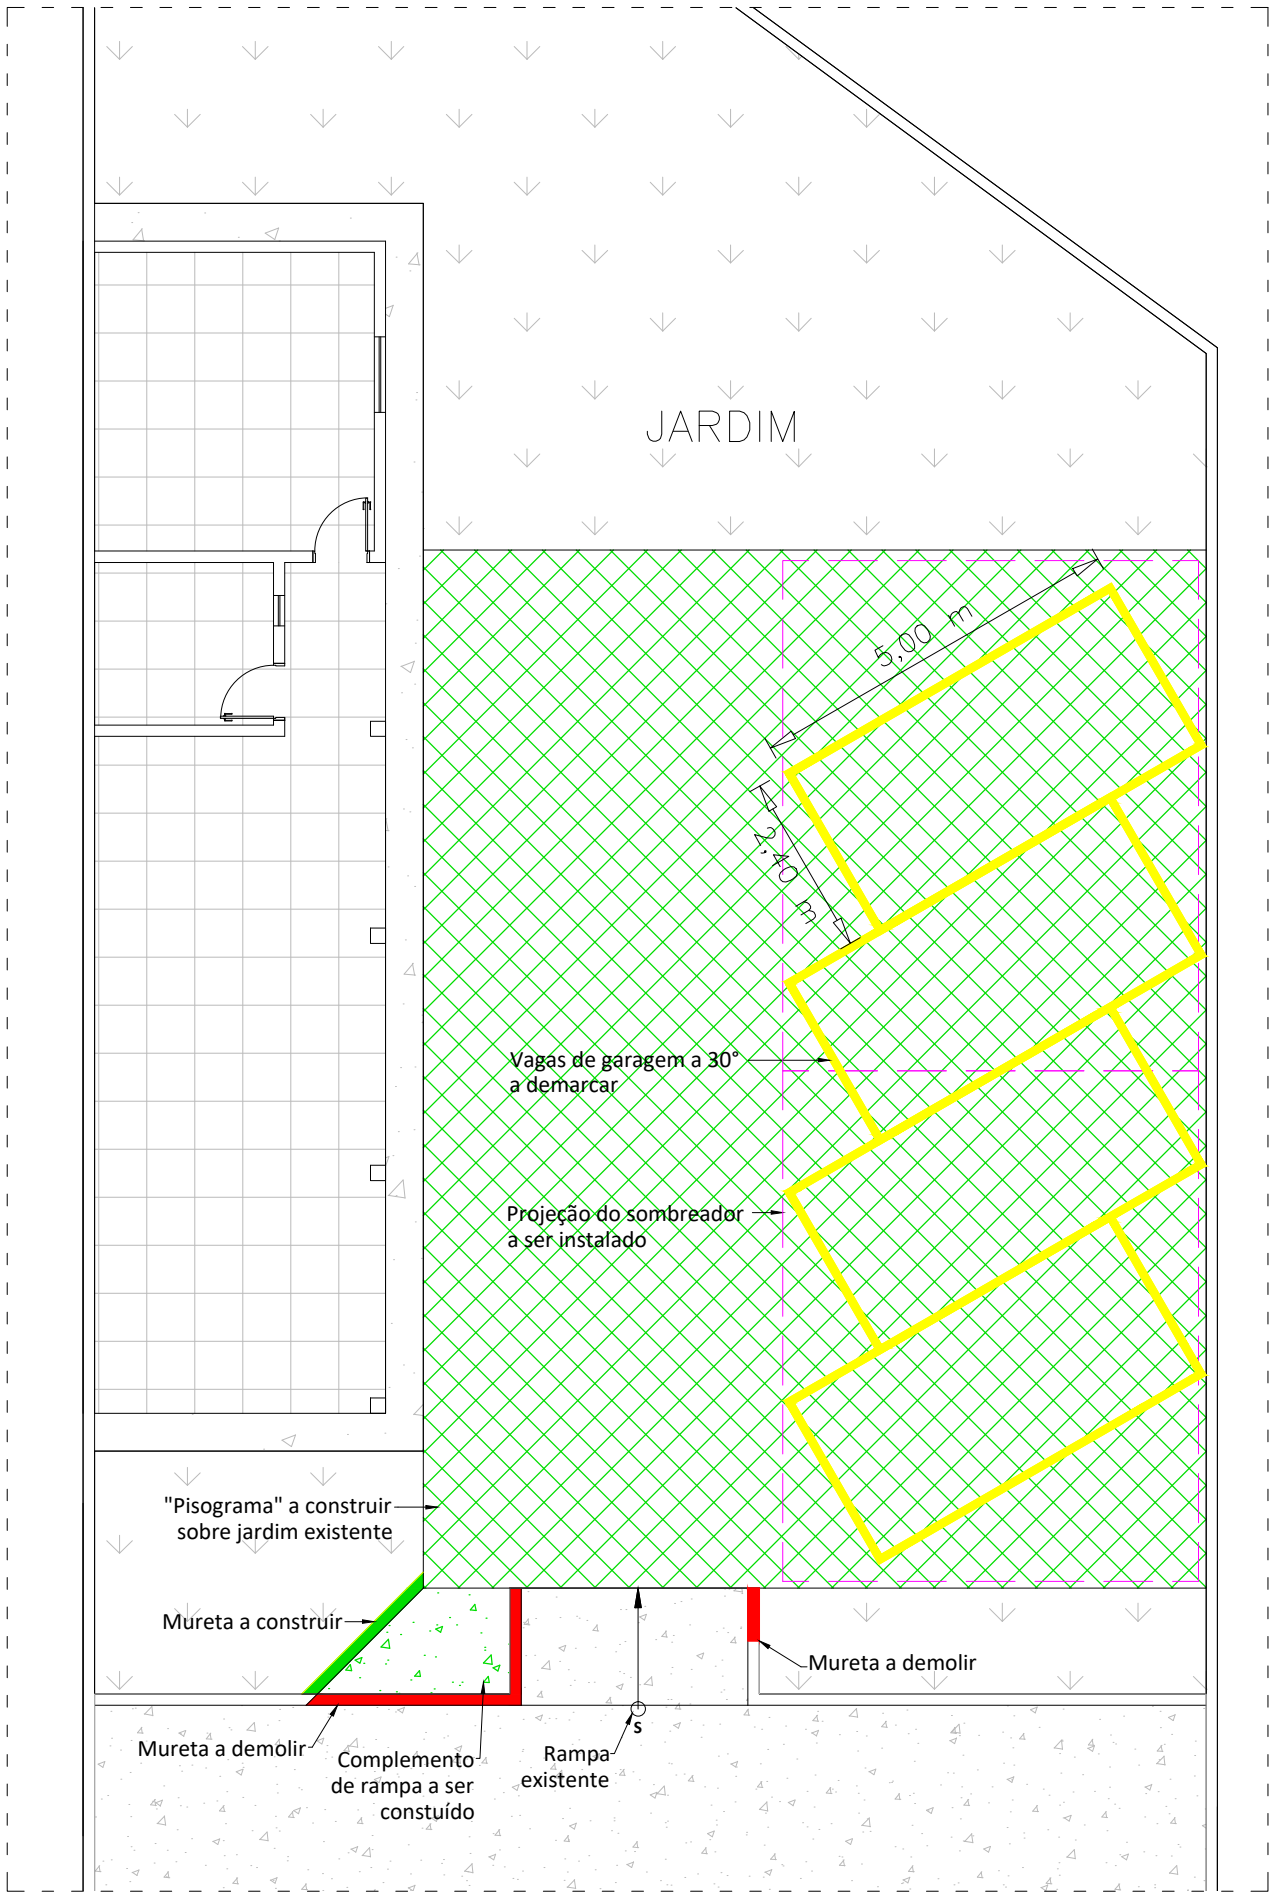 JARDIM
5,00 m
2,40 m
Vagas de garagem a 30°
a demarcar
Projeção do sombreador
a ser instalado
"Pisograma" a construir
sobre jardim existente
Mureta a construir
Mureta a demolir
Mureta a demolir
Complemento
de rampa a ser
constuído
Rampa
existente
s